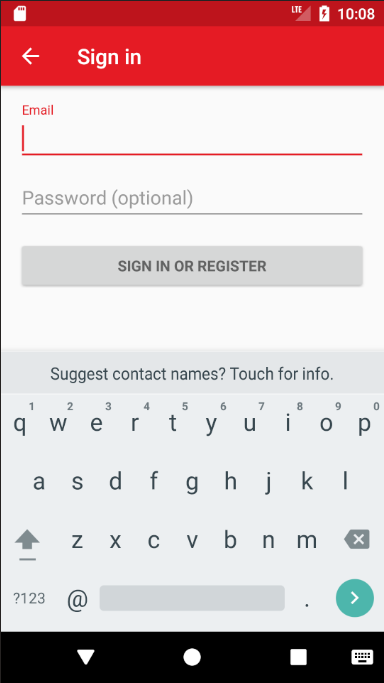 LTE 10:08
Sign in
Email
Password (optional)
SIGN IN OR REGISTER
Suggest contact names? Touch for info.
1 2 3 4 5 6 7 8 9 0
q w e r t y u i o p
a s d f g h j k l
z x c v b n m
?123 @ .